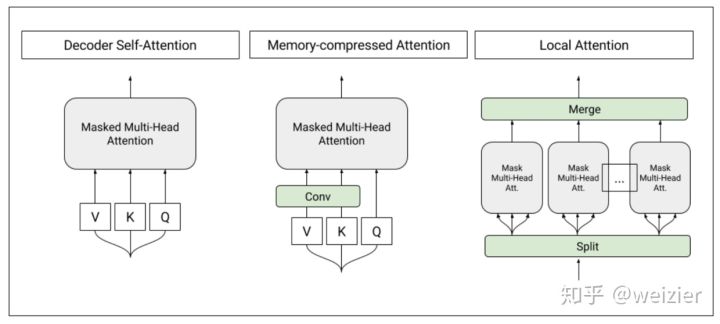 Decoder Self-Attention
Memory-compressed Attention
Local Attention
Masked Multi-Head
Attention
V
K
Q
Masked Multi-Head
Attention
Conv
V
K
Q
Merge
Mask
Multi-Head
Att.
Mask
Multi-Head
Att.
...
Mask
Multi-Head
Att.
Split
知乎 @weizier